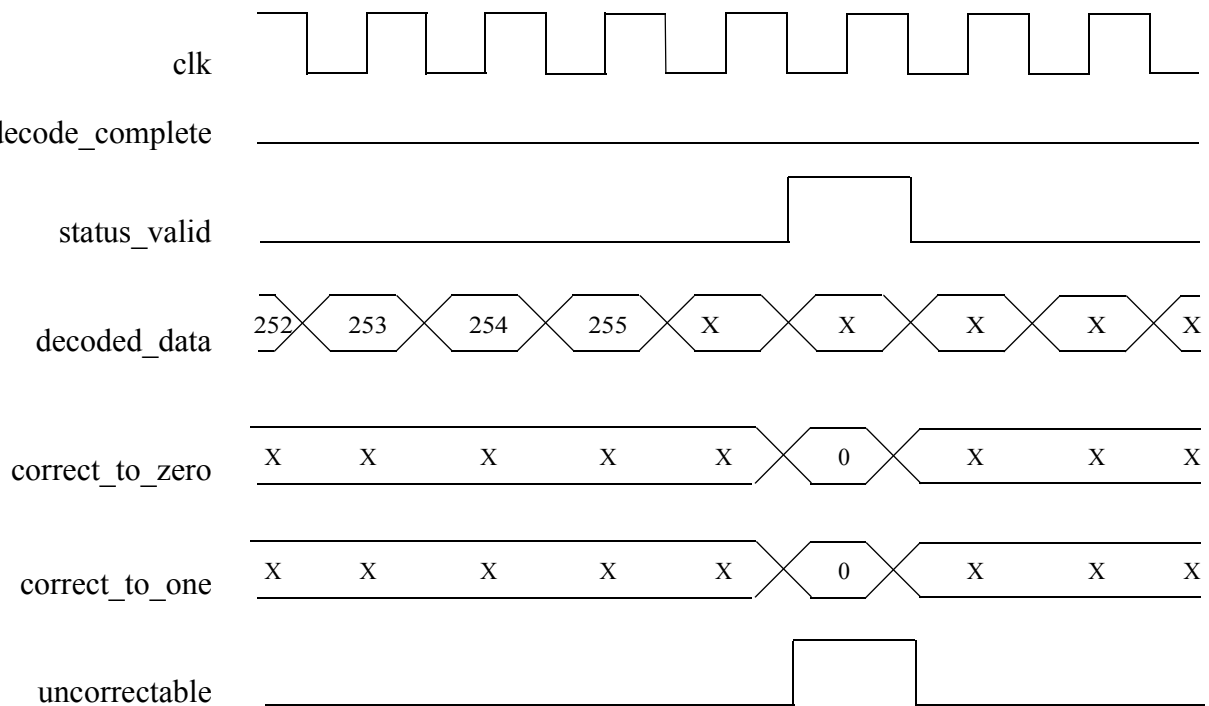 clk
decode_complete
status_valid
decoded_data 252 253 254 255 X X X X X
correct_to_zero X X X X X 0 X X X
correct_to_one X X X X X 0 X X X
uncorrectable